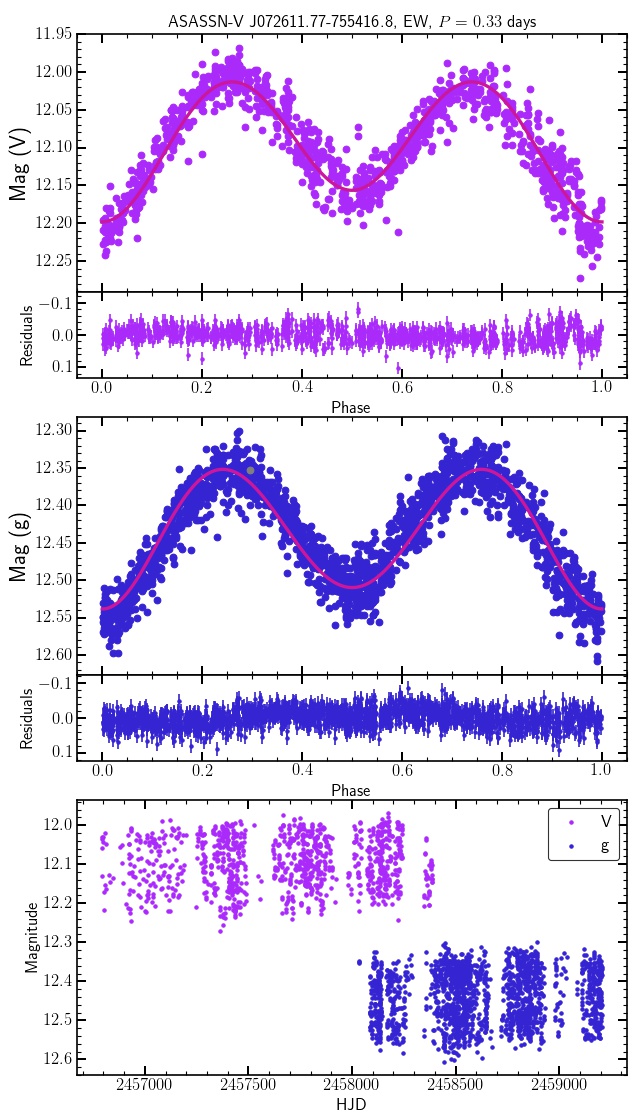 ASASSN-V J072611.77-755416.8, EW, P = 0.33 days
11.95
12.00
12.05
12.10
12.15
12.20
12.25
Mag (V)
−0.1
0.0
0.1
Residuals
0.0 0.2 0.4 0.6 0.8 1.0
Phase
12.30
12.35
12.40
12.45
12.50
12.55
12.60
Mag (g)
−0.1
0.0
0.1
Residuals
0.0 0.2 0.4 0.6 0.8 1.0
Phase
V
g
12.0
12.1
12.2
12.3
12.4
12.5
12.6
Magnitude
2457000 2457500 2458000 2458500 2459000
HJD